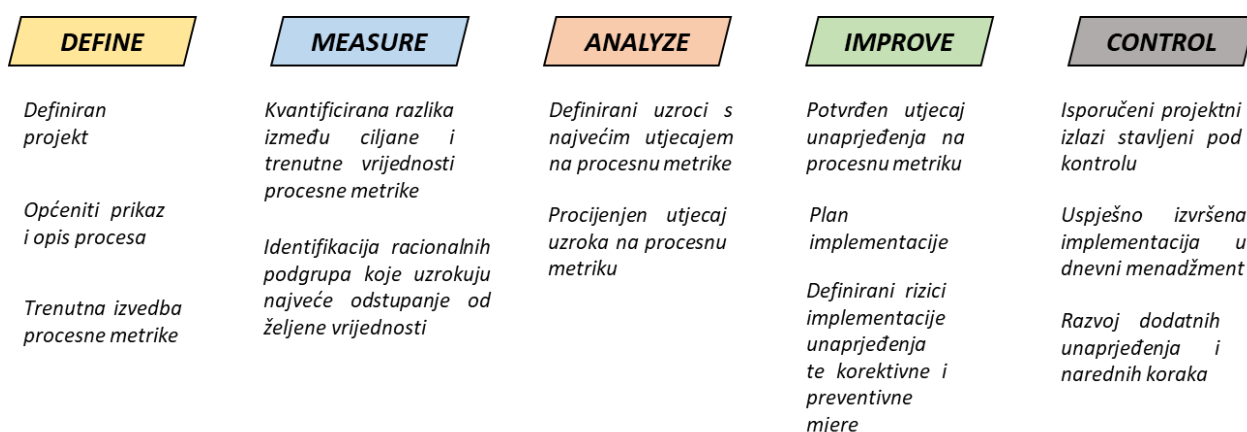 DEFINE
Definiran
projekt
Općeniti prikaz
i opis procesa
Trenutna izvedba
procesne metrike
MEASURE
Kvantificirana razlika
između ciljane i
trenutne vrijednosti
procesne metrike
Identifikacija racionalnih
podgrupa koje uzrokuju
najveće odstupanje od
željene vrijednosti
ANALYZE
Definirani uzroci s
najvećim utjecajem
na procesnu metrike
Procijenjen utjecaj
uzroka na procesnu
metriku
IMPROVE
Potvrđen utjecaj
unaprjeđenja na
procesnu metriku
Plan
implementacije
Definirani rizici
implementacije
unaprjeđenja
te korektivne i
preventivne
mjere
CONTROL
Isporučeni projektni
izlazi stavljeni pod
kontrolu
Uspješno izvršena
implementacija u
dnevni menadžment
Razvoj dodatnih
unaprjeđenja i
narednih koraka